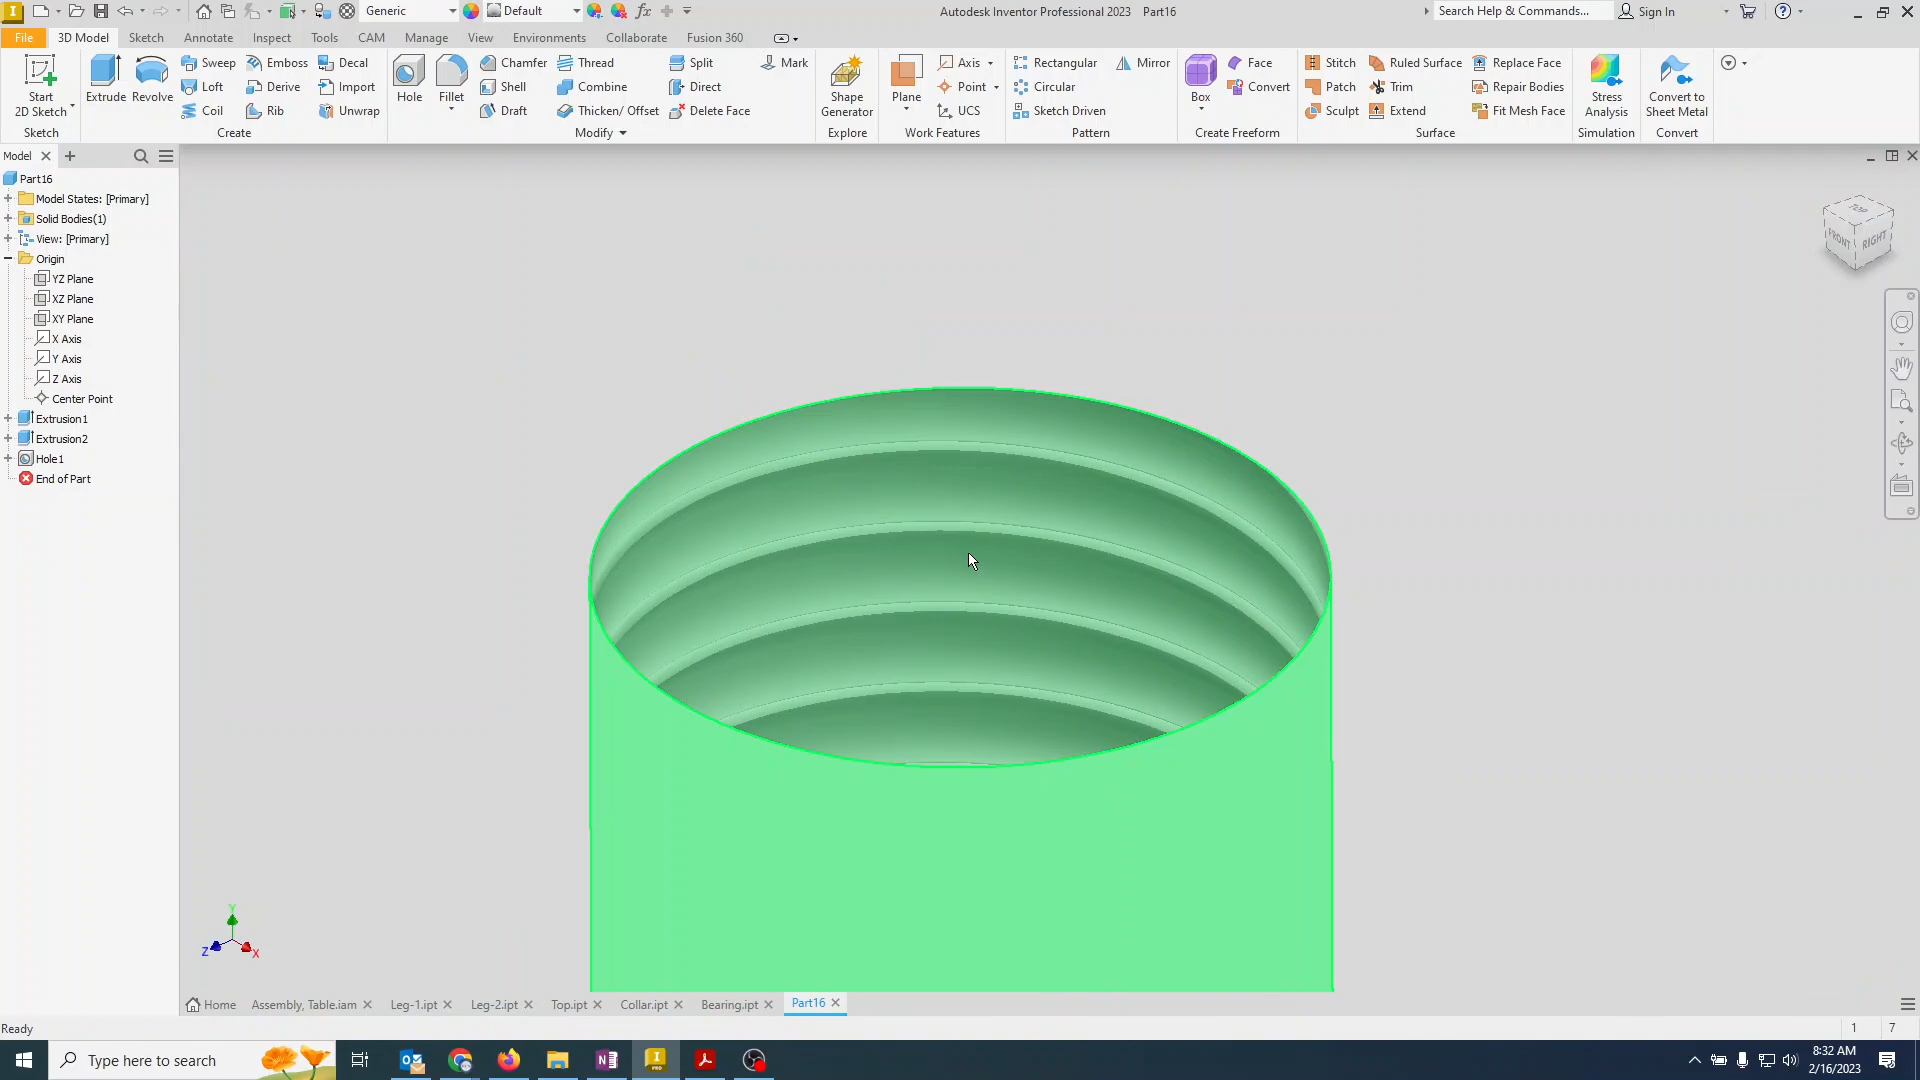 Generic
Default
fx
Autodesk Inventor Professional 2023 Part16
Search Help & Commands...
Sign In
File
3D Model
Sketch
Annotate
Inspect
Tools
CAM
Manage
View
Environments
Collaborate
Fusion 360
Start
2D Sketch
Sketch
Extrude
Revolve
Sweep
Loft
Coil
Emboss
Derive
Rib
Decal
Import
Unwrap
Create
Hole
Fillet
Chamfer
Shell
Draft
Thread
Combine
Thicken/ Offset
Split
Direct
Delete Face
Mark
Modify
Shape
Generator
Explore
Plane
Axis
Point
UCS
Work Features
Rectangular
Circular
Sketch Driven
Mirror
Pattern
Box
Face
Convert
Create Freeform
Stitch
Patch
Sculpt
Ruled Surface
Trim
Extend
Replace Face
Repair Bodies
Fit Mesh Face
Surface
Stress
Analysis
Simulation
Convert to
Sheet Metal
Convert
Model
Part16
Model States: [Primary]
Solid Bodies(1)
View: [Primary]
Origin
YZ Plane
XZ Plane
XY Plane
X Axis
Y Axis
Z Axis
Center Point
Extrusion1
Extrusion2
Hole1
End of Part
TOP
FRONT
RIGHT
Y
Z
X
Home
Assembly, Table.iam
Leg-1.ipt
Leg-2.ipt
Top.ipt
Collar.ipt
Bearing.ipt
Part16
Ready
1
7
Type here to search
8:32 AM
2/16/2023